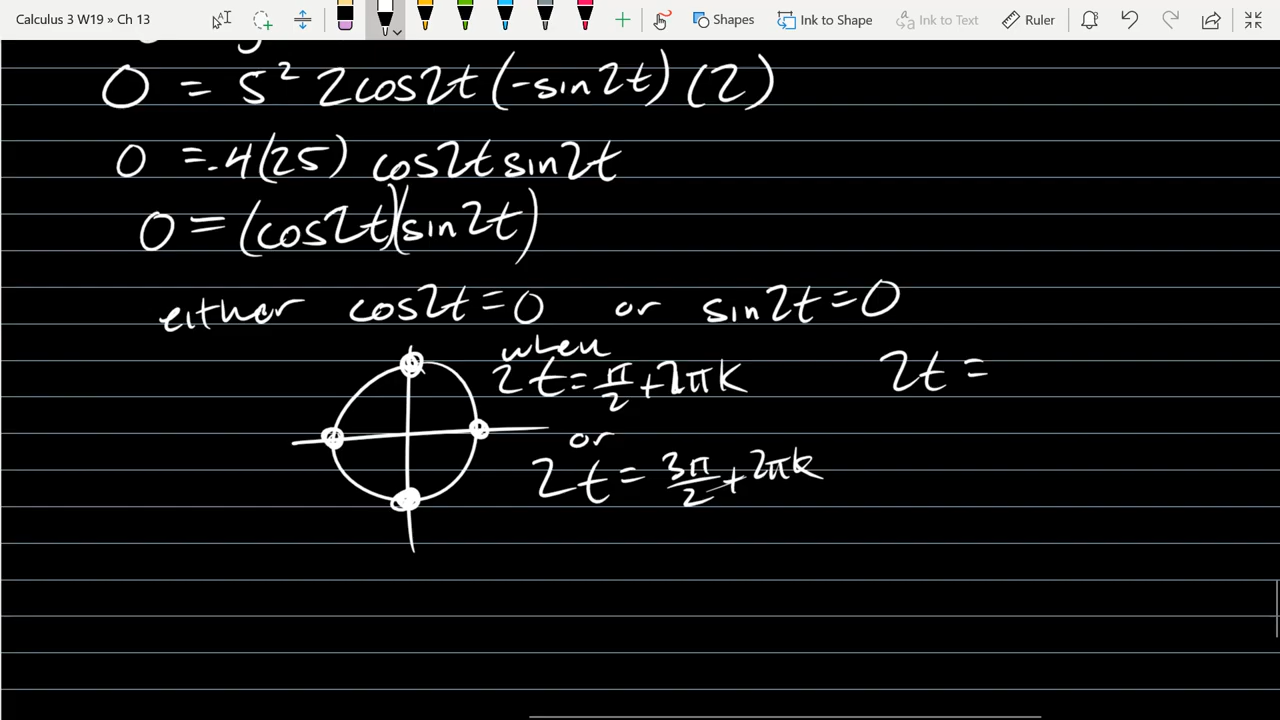 Calculus 3 W19 » Ch 13
Shapes
Ink to Shape
Ink to Text
Ruler
0 = 5² 2cos2t (-sin2t) (2)
0 = -4(25) cos2t sin2t
0 = (cos2t)(sin2t)
either cos2t = 0 or sin2t = 0
when
2t = π/2 + 2πk
2t =
or
2t = 3π/2 + 2πk